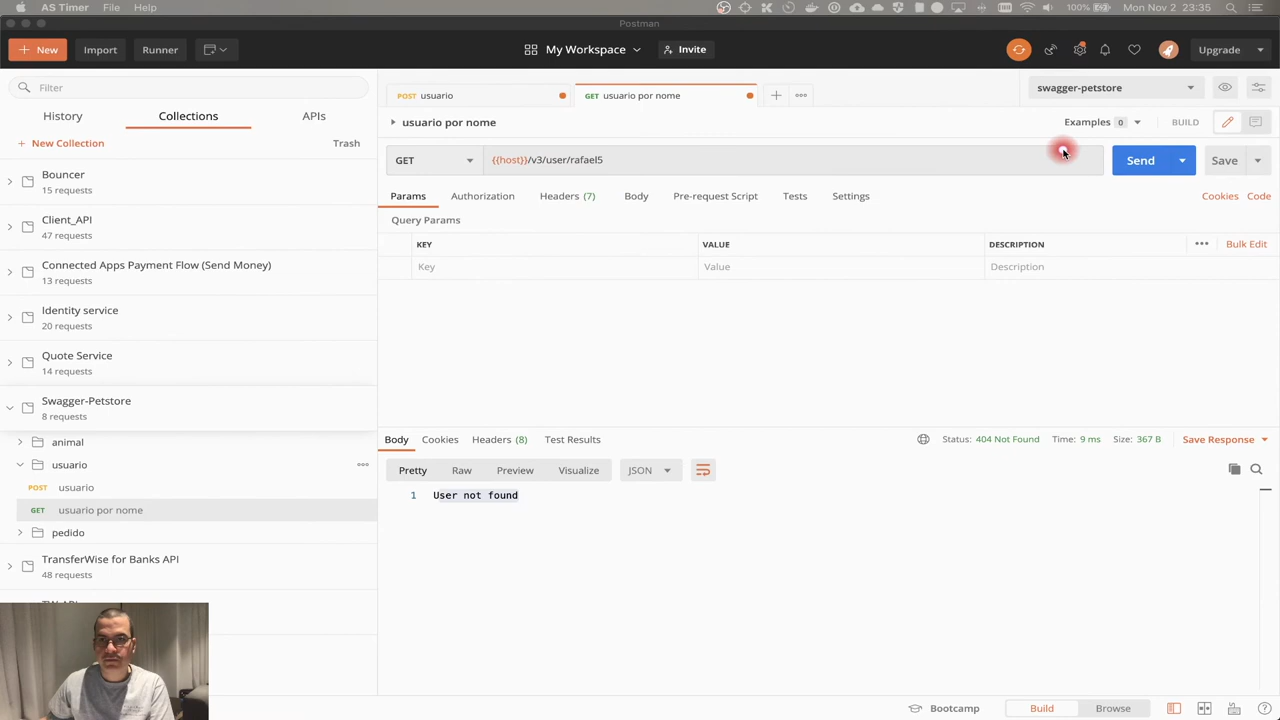 AS Timer File Edit View Help 100% Mon Nov 2 23:35
Postman
New Import Runner My Workspace Invite Upgrade
Filter
History Collections APIs
New Collection Trash
Bouncer
15 requests
Client_API
47 requests
Connected Apps Payment Flow (Send Money)
13 requests
Identity service
20 requests
Quote Service
14 requests
Swagger-Petstore
8 requests
animal
usuario
POST usuario
GET usuario por nome
pedido
TransferWise for Banks API
48 requests
POST usuario GET usuario por nome swagger-petstore
usuario por nome Examples 0 BUILD
GET {{host}}/v3/user/rafael5 Send Save
Params Authorization Headers (7) Body Pre-request Script Tests Settings Cookies Code
Query Params
KEY VALUE DESCRIPTION Bulk Edit
Key Value Description
Body Cookies Headers (8) Test Results Status: 404 Not Found Time: 9 ms Size: 367 B Save Response
Pretty Raw Preview Visualize JSON
1 User not found
Bootcamp Build Browse